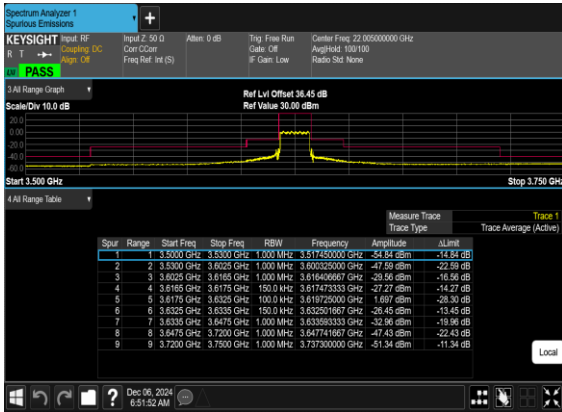 Spectrum Analyzer 1
Spurious Emissions
+
KEYSIGHT Input: RF Input Z: 50 Ω Atten: 0 dB Trig: Free Run Center Freq: 22.005000000 GHz
R T Coupling: DC Corr CCorr Gate: Off Avg|Hold: 100/100
Align: Off Freq Ref: Int (S) IF Gain: Low Radio Std: None
PASS
3 All Range Graph Ref Lvl Offset 36.45 dB
Scale/Div 10.0 dB Ref Value 30.00 dBm
20.0
0.00
-20.0
-40.0
-60.0
Start 3.500 GHz Stop 3.750 GHz
4 All Range Table
Measure Trace Trace 1
Trace Type Trace Average (Active)
Spur Range Start Freq Stop Freq RBW Frequency Amplitude ΔLimit
1 1 3.5000 GHz 3.5300 GHz 1.000 MHz 3.517450000 GHz -54.84 dBm -14.84 dB
2 2 3.5300 GHz 3.6025 GHz 1.000 MHz 3.600325000 GHz -47.59 dBm -22.59 dB
3 3 3.6025 GHz 3.6165 GHz 1.000 MHz 3.616406667 GHz -29.56 dBm -16.56 dB
4 4 3.6165 GHz 3.6175 GHz 150.0 kHz 3.617473333 GHz -27.27 dBm -14.27 dB
5 5 3.6175 GHz 3.6325 GHz 100.0 kHz 3.619725000 GHz 1.697 dBm -28.30 dB
6 6 3.6325 GHz 3.6335 GHz 150.0 kHz 3.632501667 GHz -26.45 dBm -13.45 dB
7 7 3.6335 GHz 3.6475 GHz 1.000 MHz 3.633593333 GHz -32.96 dBm -19.96 dB
8 8 3.6475 GHz 3.7200 GHz 1.000 MHz 3.647741667 GHz -47.43 dBm -22.43 dB
9 9 3.7200 GHz 3.7500 GHz 1.000 MHz 3.737300000 GHz -51.34 dBm -11.34 dB
Local
? Dec 06, 2024
6:51:52 AM